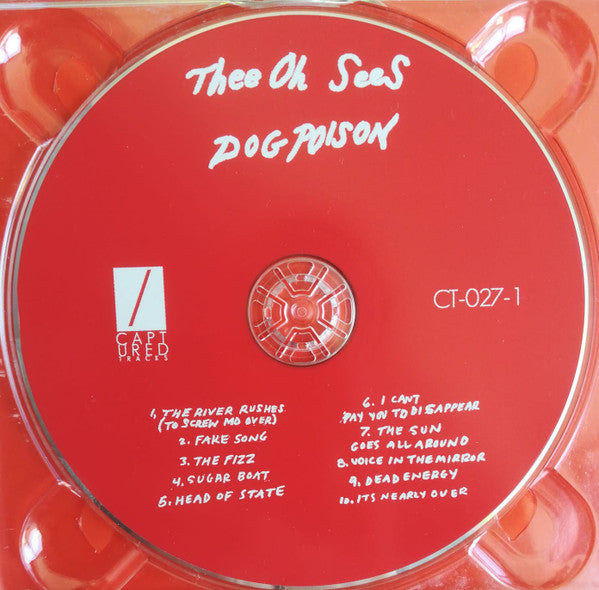 Thee Oh Sees
DOG POISON
CT-027-1
CAPT
URED
TRACKS
1, THE RIVER RUSHES
(TO SCREW MD OVER)
2. FAKE SONG
3. THE FIZZ
4. SUGAR BOAT
5. HEAD OF STATE
6. I CANT
PAY YOU TO DISAPPEAR
7. THE SUN
GOES ALL AROUND
8. VOICE IN THE MIRROR
9. DEAD ENERGY
10. ITS NEARLY OVER